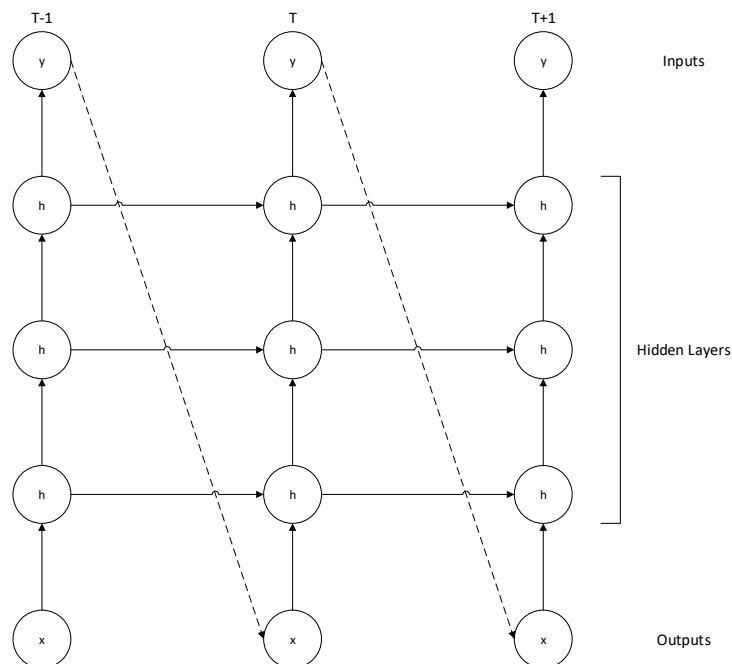 T-1 T T+1
y y y Inputs
h h h
h h h Hidden Layers
h h h
x x x Outputs